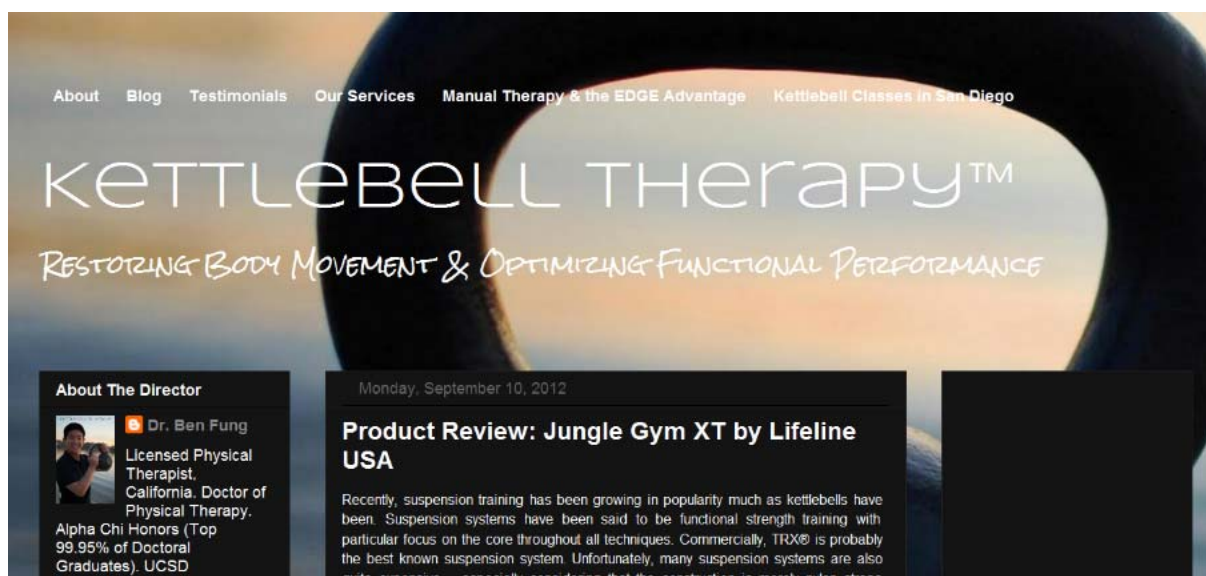 About Blog Testimonials Our Services Manual Therapy & the EDGE Advantage Kettlebell Classes in San Diego
KETTLEBELL THERAPY™
RESTORING BODY MOVEMENT & OPTIMIZING FUNCTIONAL PERFORMANCE
About The Director
Dr. Ben Fung
Licensed Physical
Therapist,
California. Doctor of
Physical Therapy.
Alpha Chi Honors (Top
99.95% of Doctoral
Graduates). UCSD
Monday, September 10, 2012
Product Review: Jungle Gym XT by Lifeline
USA
Recently, suspension training has been growing in popularity much as kettlebells have
been. Suspension systems have been said to be functional strength training with
particular focus on the core throughout all techniques. Commercially, TRX® is probably
the best known suspension system. Unfortunately, many suspension systems are also